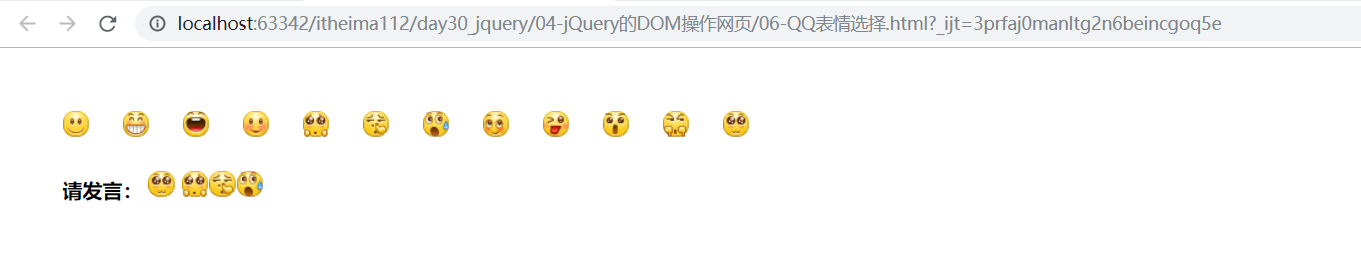 localhost:63342/itheima112/day30_jquery/04-jQuery的DOM操作网页/06-QQ表情选择.html?_ijt=3prfaj0manltg2n6beincgoq5e
请发言：